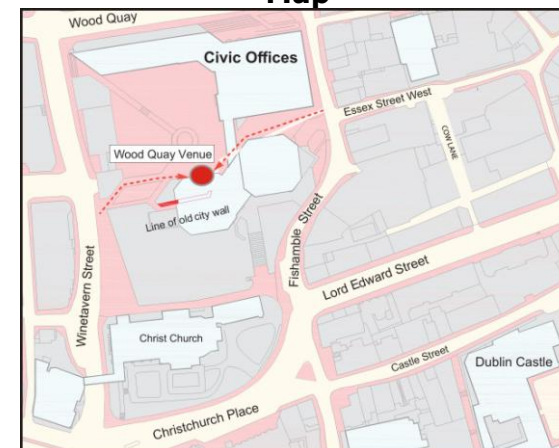 Map
Wood Quay
Civic Offices
Essex Street West
COW LANE
Wood Quay Venue
Line of old city wall
Fishamble Street
Winetavern Street
Lord Edward Street
Christ Church
Castle Street
Dublin Castle
Christchurch Place